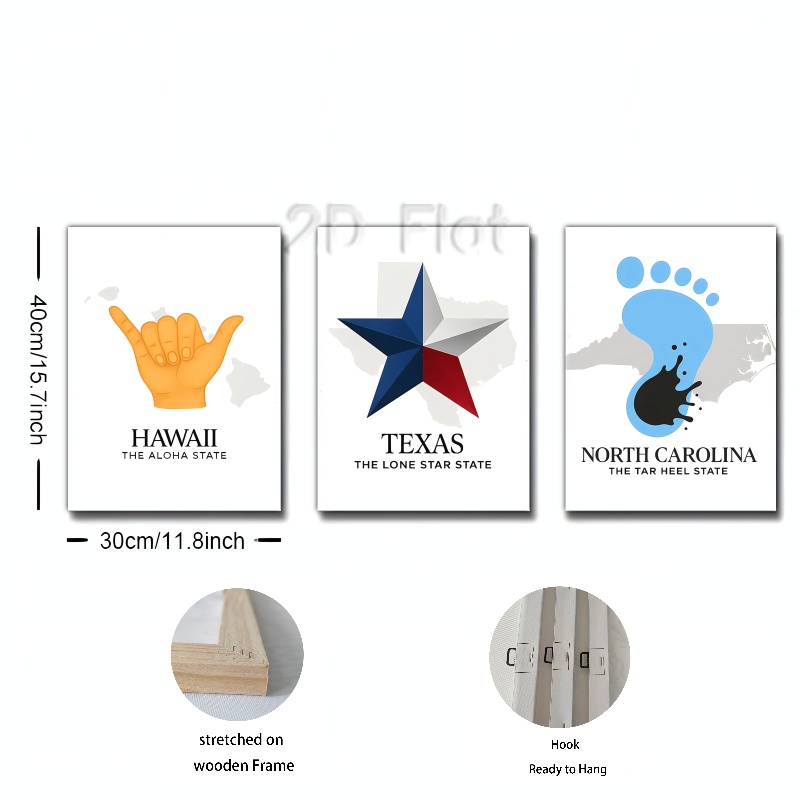 2D Flat
40cm/15.7inch
HAWAII
THE ALOHA STATE
TEXAS
THE LONE STAR STATE
NORTH CAROLINA
THE TAR HEEL STATE
30cm/11.8inch
stretched on
wooden Frame
Hook
Ready to Hang